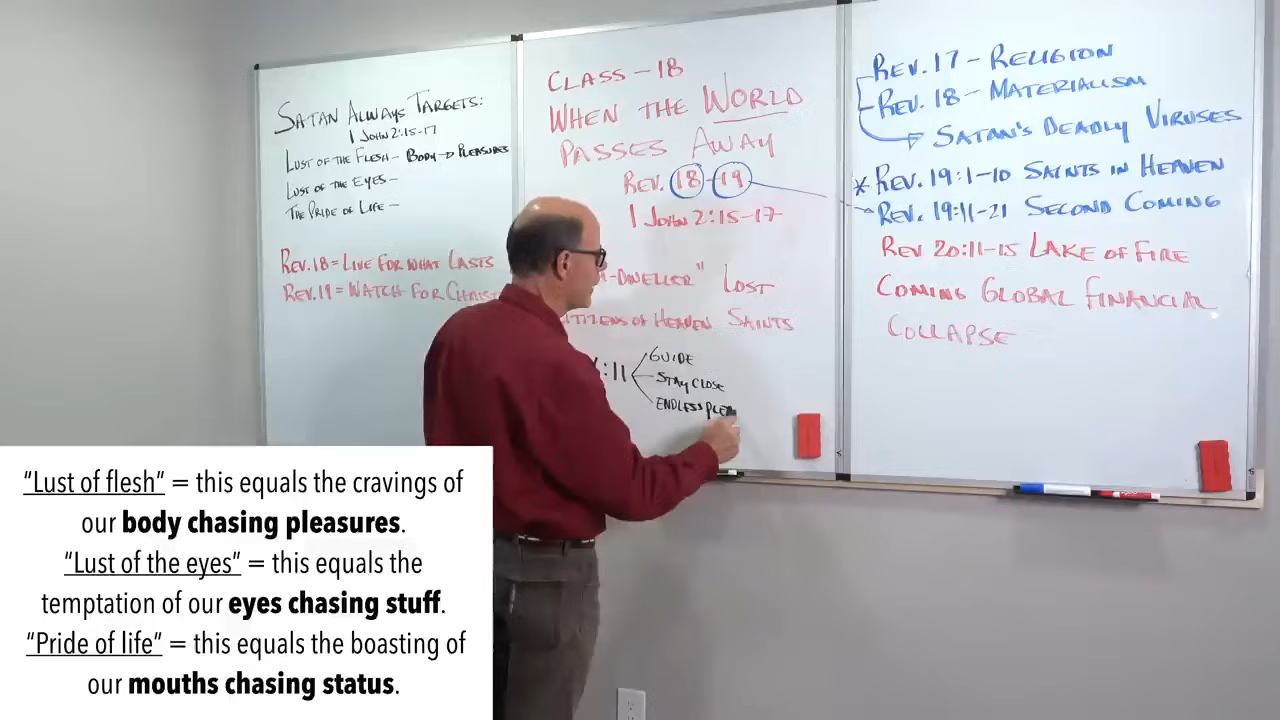 SATAN ALWAYS TARGETS:
1 JOHN 2:15-17
LUST OF THE FLESH - BODY → PLEASURES
LUST OF THE EYES -
THE PRIDE OF LIFE -
REV. 18 = LIVE FOR WHAT LASTS
REV. 19 = WATCH FOR CHRIST
CLASS - 18
WHEN THE WORLD
PASSES AWAY
REV. 18 - 19
1 JOHN 2:15-17
-DWELLER" LOST
OF HEAVEN SAINTS
:11
GUIDE
STAY CLOSE
ENDLESS
REV. 17 - RELIGION
REV. 18 - MATERIALISM
→ SATAN'S DEADLY VIRUSES
* REV. 19:1-10 SAINTS IN HEAVEN
REV. 19:11-21 SECOND COMING
REV 20:11-15 LAKE OF FIRE
COMING GLOBAL FINANCIAL
COLLAPSE
“Lust of flesh” = this equals the cravings of
our body chasing pleasures.
“Lust of the eyes” = this equals the
temptation of our eyes chasing stuff.
“Pride of life” = this equals the boasting of
our mouths chasing status.